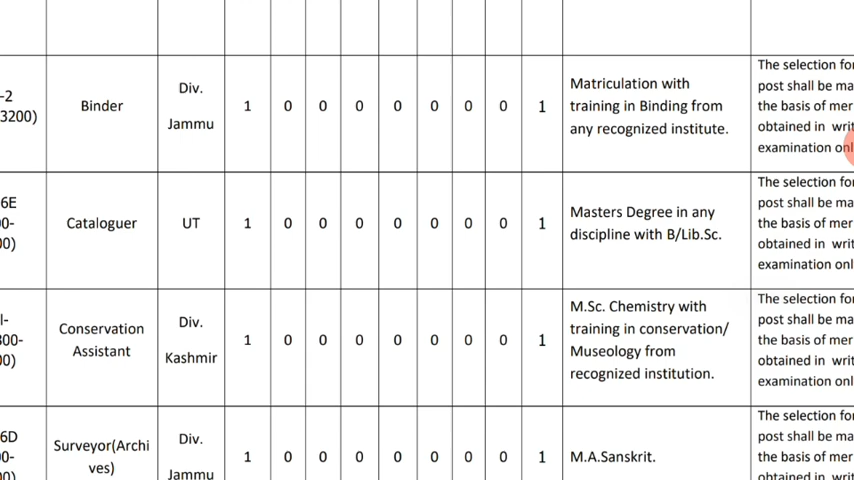 -2
3200)
Binder
Div.
Jammu
1 0 0 0 0 0 0 0 1
Matriculation with
training in Binding from
any recognized institute.
The selection for
post shall be ma
the basis of mer
obtained in writ
examination onl
6E
00-
00)
Cataloguer
UT
1 0 0 0 0 0 0 0 1
Masters Degree in any
discipline with B/Lib.Sc.
The selection for
post shall be ma
the basis of mer
obtained in writ
examination onl
l-
300-
00)
Conservation
Assistant
Div.
Kashmir
1 0 0 0 0 0 0 0 1
M.Sc. Chemistry with
training in conservation/
Museology from
recognized institution.
The selection for
post shall be ma
the basis of mer
obtained in writ
examination onl
6D
00-
00)
Surveyor(Archi
ves)
Div.
Jammu
1 0 0 0 0 0 0 0 1
M.A.Sanskrit.
The selection for
post shall be ma
the basis of mer
obtained in writ